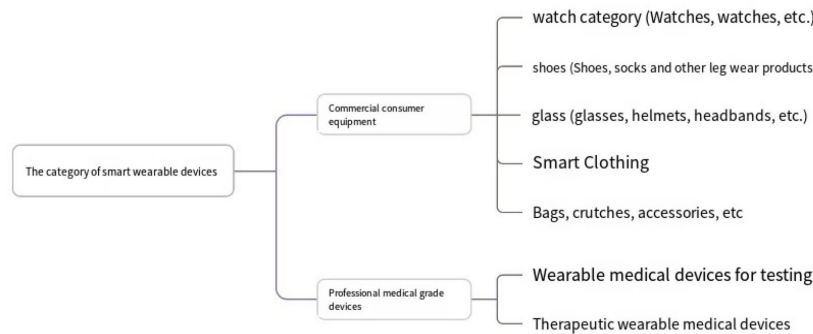 The category of smart wearable devices
Commercial consumer
equipment
watch category (Watches, watches, etc.)
shoes (Shoes, socks and other leg wear products
glass (glasses, helmets, headbands, etc.)
Smart Clothing
Bags, crutches, accessories, etc
Professional medical grade
devices
Wearable medical devices for testing
Therapeutic wearable medical devices